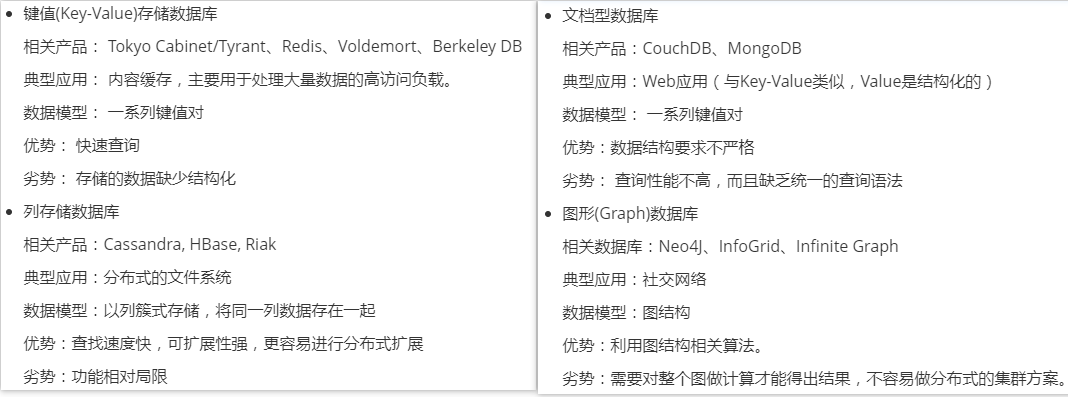 键值(Key-Value)存储数据库
相关产品： Tokyo Cabinet/Tyrant、Redis、Voldemort、Berkeley DB
典型应用： 内容缓存，主要用于处理大量数据的高访问负载。
数据模型： 一系列键值对
优势： 快速查询
劣势： 存储的数据缺少结构化
列存储数据库
相关产品：Cassandra, HBase, Riak
典型应用：分布式的文件系统
数据模型：以列簇式存储，将同一列数据存在一起
优势：查找速度快，可扩展性强，更容易进行分布式扩展
劣势：功能相对局限
文档型数据库
相关产品：CouchDB、MongoDB
典型应用：Web应用（与Key-Value类似，Value是结构化的）
数据模型： 一系列键值对
优势：数据结构要求不严格
劣势： 查询性能不高，而且缺乏统一的查询语法
图形(Graph)数据库
相关数据库：Neo4J、InfoGrid、Infinite Graph
典型应用：社交网络
数据模型：图结构
优势：利用图结构相关算法。
劣势：需要对整个图做计算才能得出结果，不容易做分布式的集群方案。